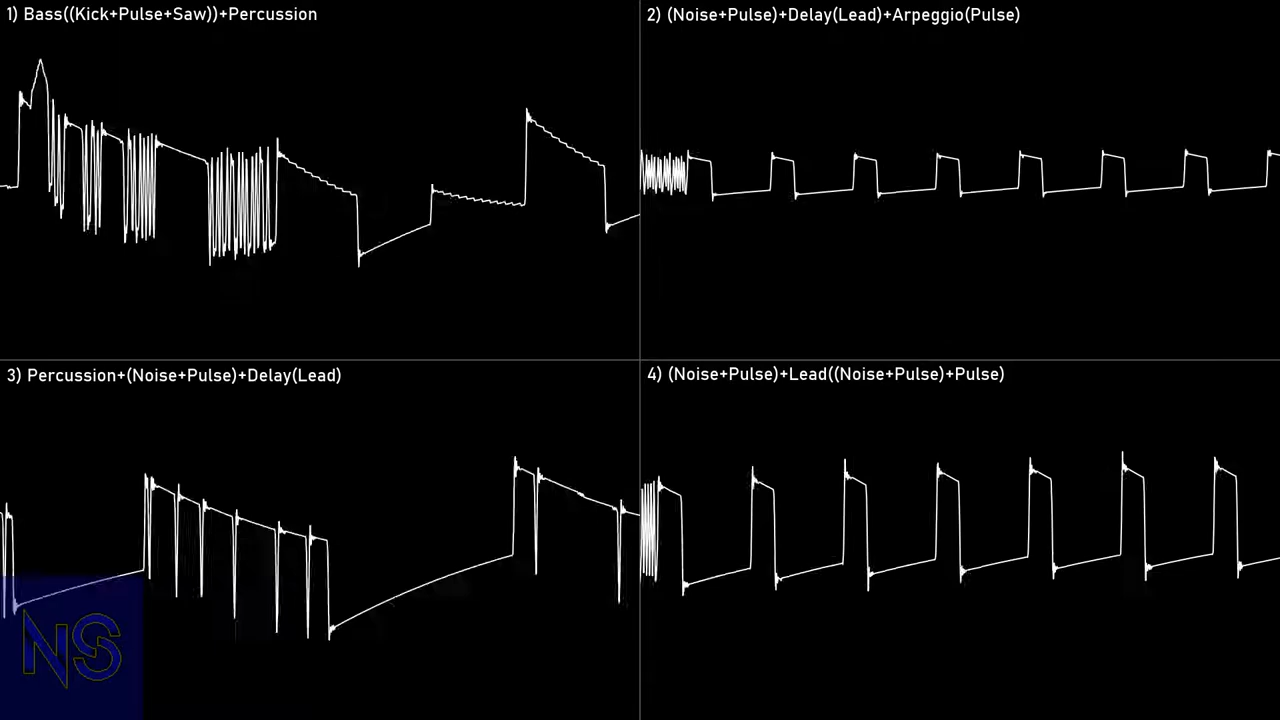 1) Bass((Kick+Pulse+Saw))+Percussion
2) (Noise+Pulse)+Delay(Lead)+Arpeggio(Pulse)
3) Percussion+(Noise+Pulse)+Delay(Lead)
4) (Noise+Pulse)+Lead((Noise+Pulse)+Pulse)
NS